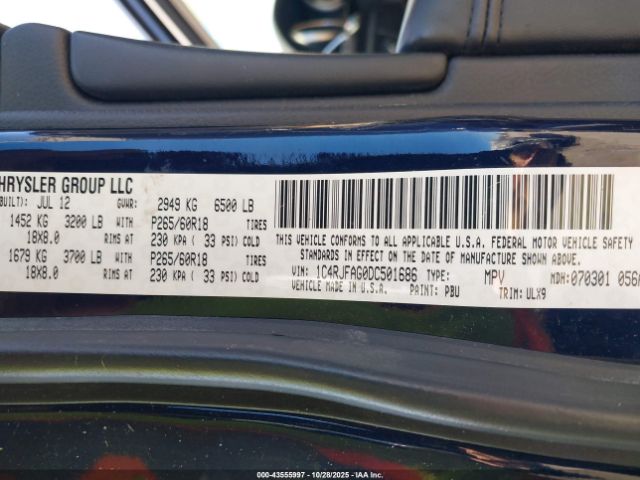 HRYSLER GROUP LLC
BUILT): JUL 12 GVWR: 2949 KG 6500 LB
1452 KG 3200 LB WITH P265/60R18 TIRES
18X8.0 RIMS AT 230 KPA ( 33 PSI) COLD
1679 KG 3700 LB WITH P265/60R18 TIRES
18X8.0 RIMS AT 230 KPA ( 33 PSI) COLD
THIS VEHICLE CONFORMS TO ALL APPLICABLE U.S.A. FEDERAL MOTOR VEHICLE SAFETY
STANDARDS IN EFFECT ON THE DATE OF MANUFACTURE SHOWN ABOVE.
VIN: 1C4RJFAG0DC501686 TYPE: MPV MDH: 070301 056
VEHICLE MADE IN U.S.A. PAINT: PBU TRIM: ULX9
000-43555997 - 10/28/2025 - IAA Inc.